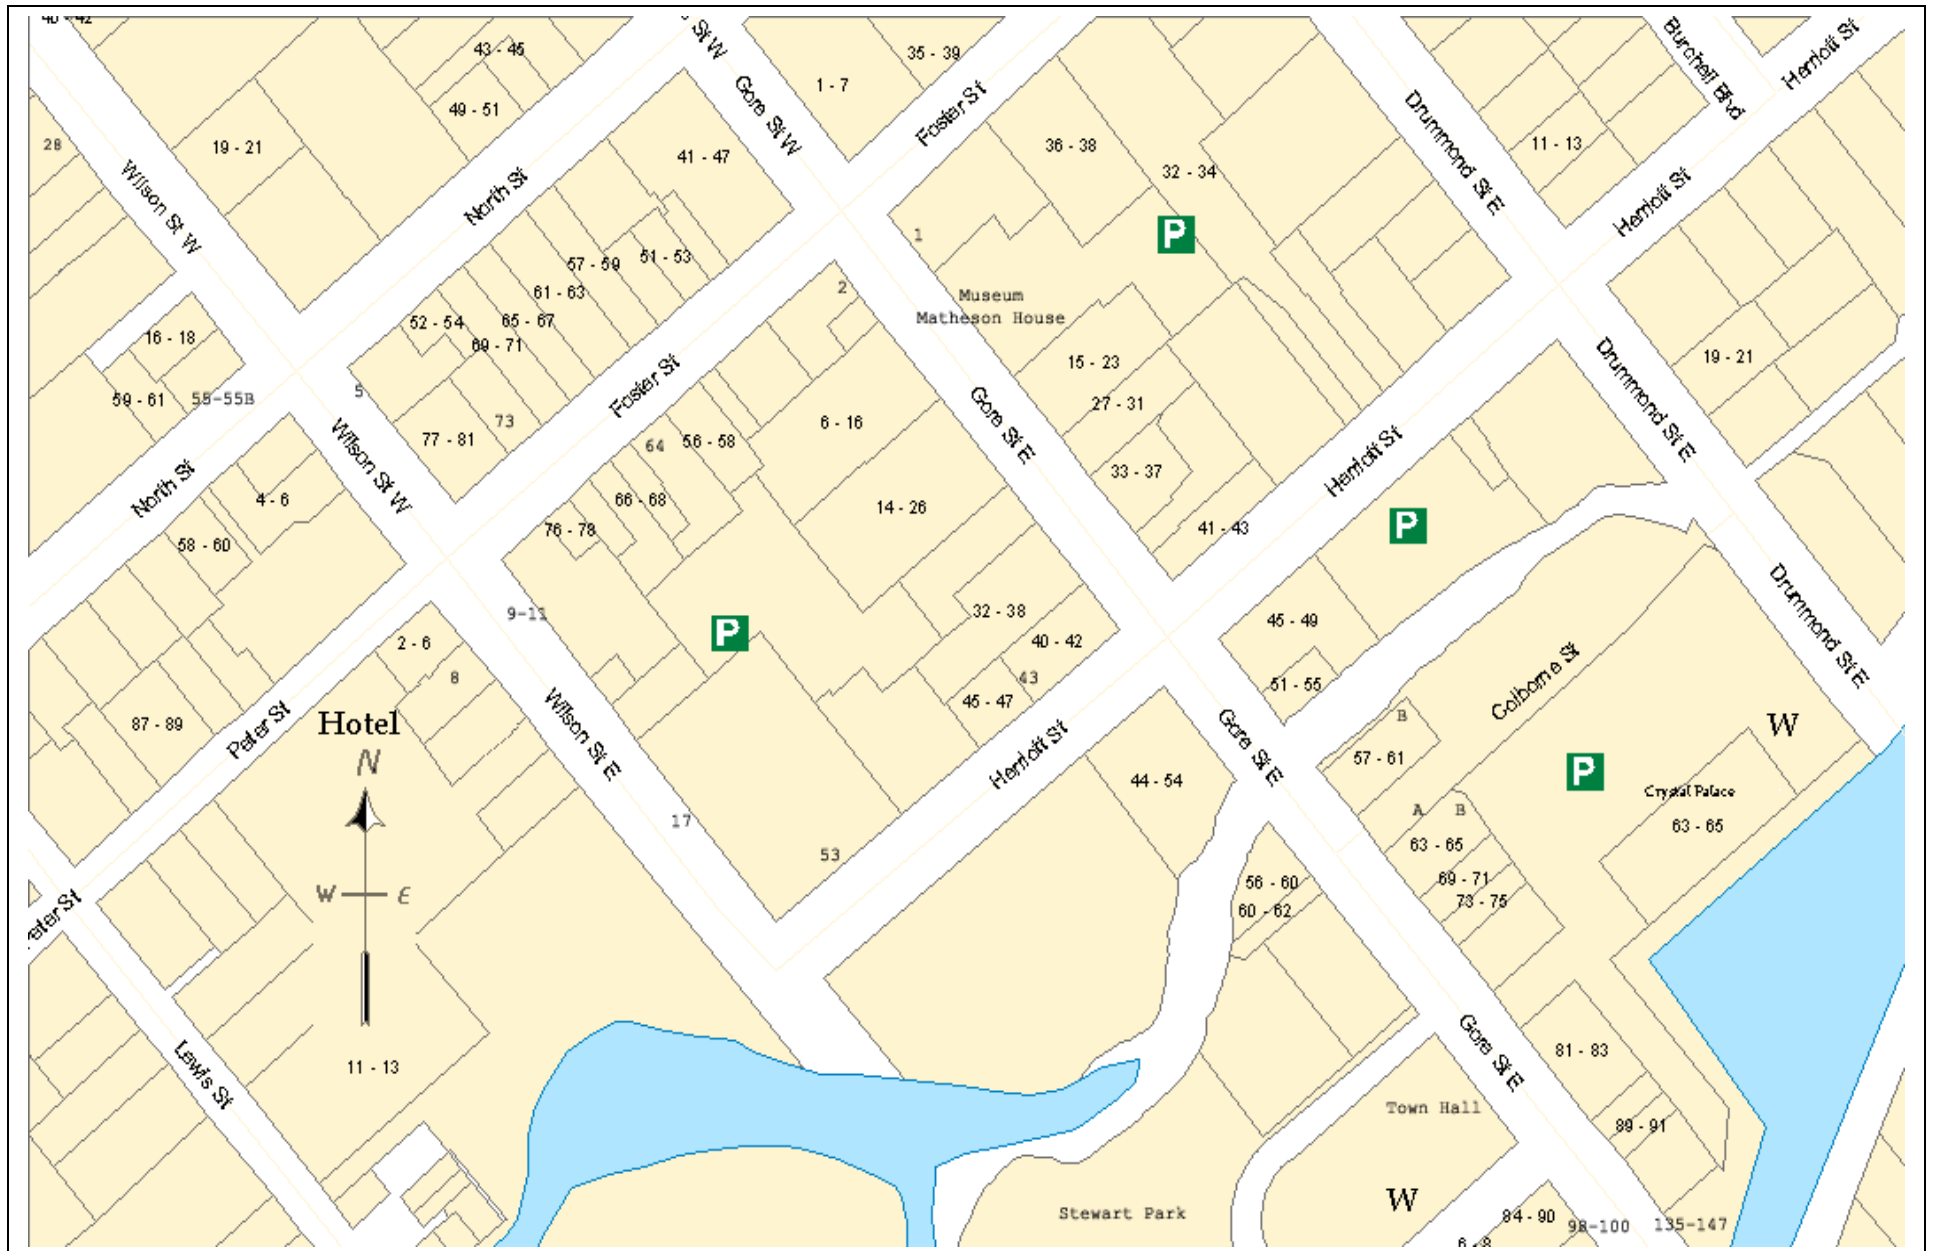 40 - 42
43 - 45
St W
35 - 39
Burchell Blvd
Herriott St
1 - 7
49 - 51
Gore St W
Foster St
Drummond St E
28
19 - 21
41 - 47
36 - 38
11 - 13
32 - 34
Wilson St W
North St
Herriott St
P
1
57 - 59
51 - 53
61 - 63
2
Museum
Matheson House
52 - 54
65 - 67
69 - 71
16 - 18
15 - 23
19 - 21
Drummond St E
59 - 61
55-55B
5
Foster St
27 - 31
Gore St E
73
6 - 16
77 - 81
64
56 - 58
Herriott St
Wilson St W
33 - 37
North St
4 - 6
66 - 68
14 - 26
76 - 78
41 - 43
P
58 - 60
9-11
32 - 38
Drummond St E
45 - 49
2 - 6
P
40 - 42
8
43
51 - 55
Colborne St
45 - 47
87 - 89
Peter St
Hotel
Wilson St E
B
W
Herriott St
Gore St E
57 - 61
N
44 - 54
P
Crystal Palace
A B
17
63 - 65
63 - 65
53
69 - 71
56 - 60
W E
73 - 75
60 - 62
Peter St
Gore St E
81 - 83
11 - 13
Lewis St
Town Hall
89 - 91
W
Stewart Park
84 - 90
98-100
135-147
6 - 8